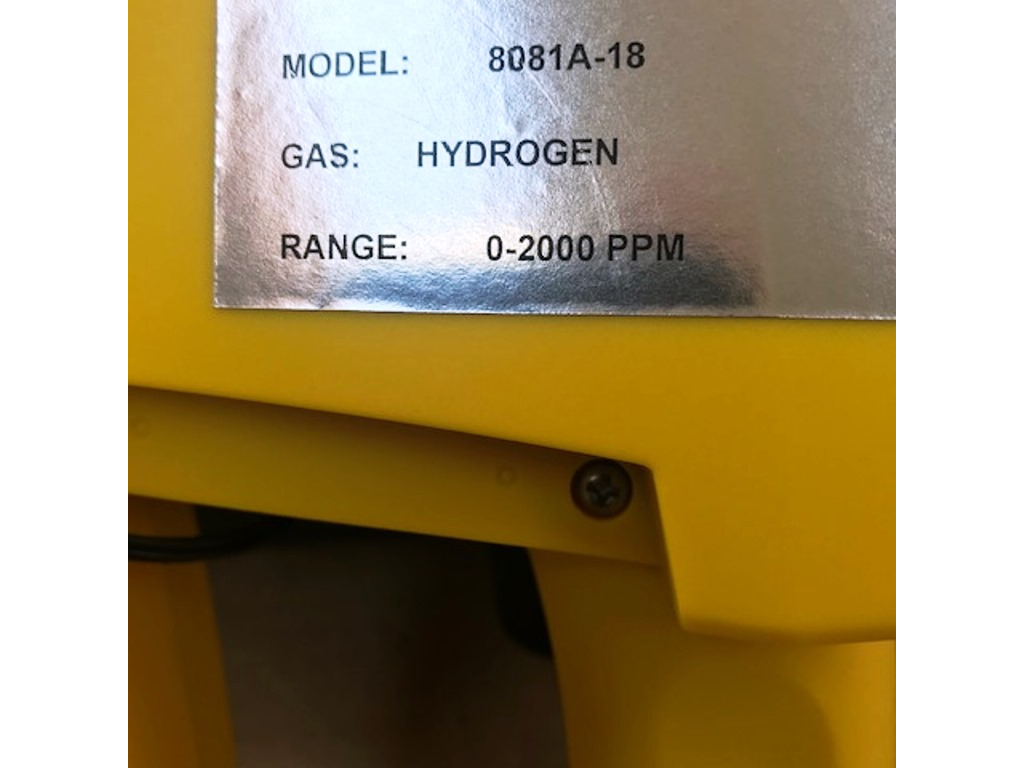 MODEL: 8081A-18
GAS: HYDROGEN
RANGE: 0-2000 PPM